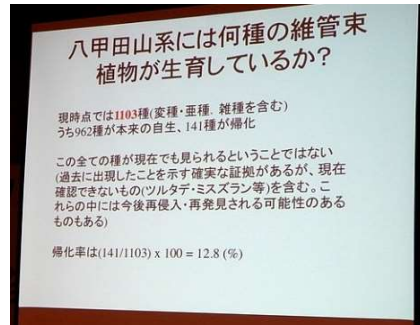 八甲田山系には何種の維管束
植物が生育しているか?
現時点では1103種(変種・亜種. 雑種を含む)
うち962種が本来の自生、141種が帰化
この全ての種が現在でも見られるということではない
(過去に出現したことを示す確実な証拠があるが、現在
確認できないもの(ツルタデ・ミスズラン等)を含む。こ
れらの中には今後再侵入・再発見される可能性のある
ものもある)
帰化率は(141/1103) x 100 = 12.8 (%)